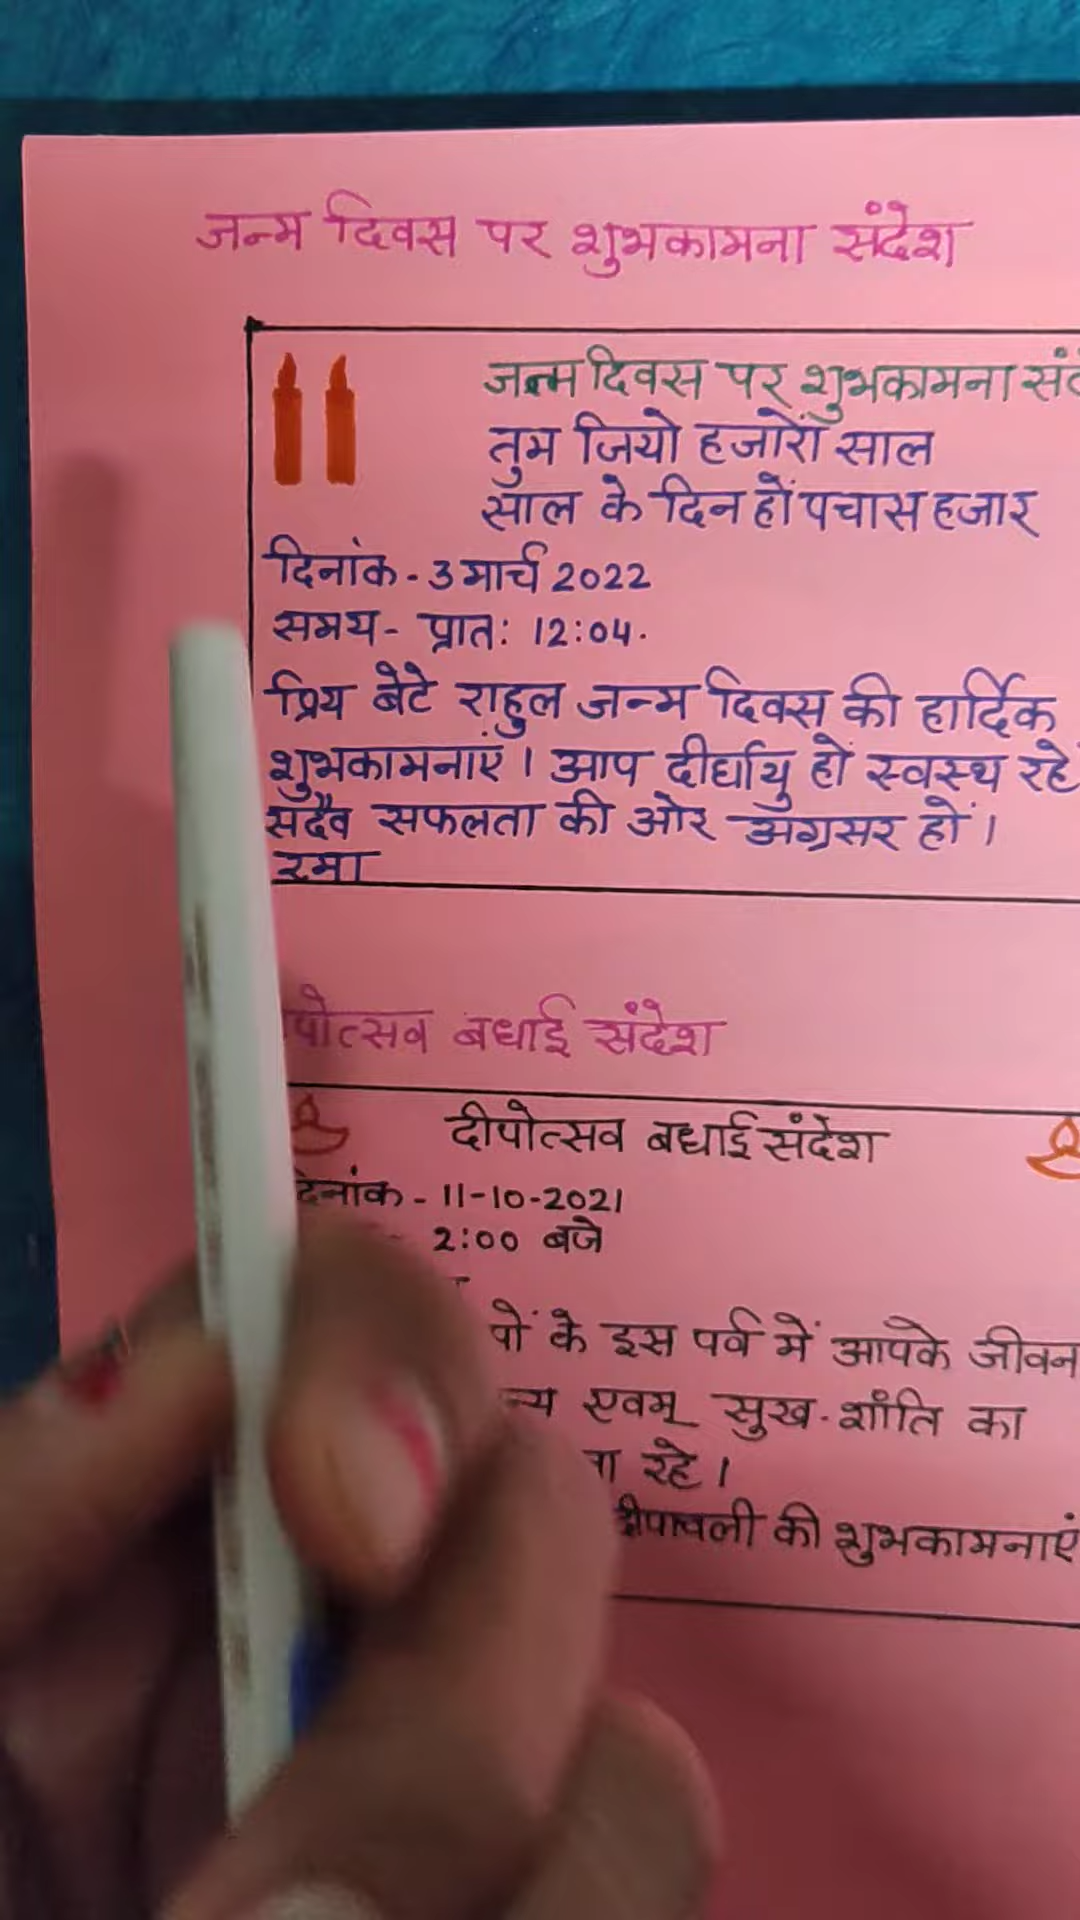 जन्म दिवस पर शुभकामना संदेश
जन्म दिवस पर शुभकामना
तुम जियो हजारों साल
साल के दिन हों पचास हजार
दिनांक - 3 मार्च 2022
समय - प्रातः 12:04.
प्रिय बेटे राहुल जन्म दिवस की हार्दिक
शुभकामनाएं । आप दीर्घायु हों स्वस्थ रहे
सदैव सफलता की ओर अग्रसर हों ।
रमा
बधाई संदेश
दीपोत्सव बधाई संदेश
- 11-10-2021
2:00 बजे
के इस पर्व में आपके जीवन
एवम् सुख-शांति का
रहे ।
दीपावली की शुभकामनाएं